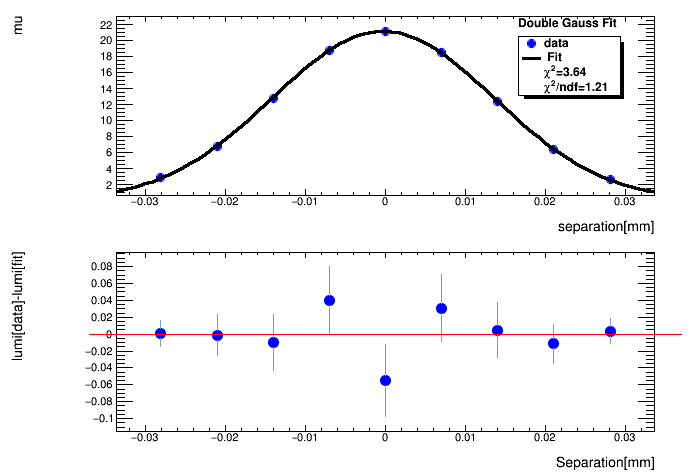 mu
Double Gauss Fit
data
Fit
χ²=3.64
χ²/ndf=1.21
22
20
18
16
14
12
10
8
6
4
2
−0.03 −0.02 −0.01 0 0.01 0.02 0.03
separation[mm]
lumi[data]-lumi[fit]
0.08
0.06
0.04
0.02
0
−0.02
−0.04
−0.06
−0.08
−0.1
−0.03 −0.02 −0.01 0 0.01 0.02 0.03
Separation[mm]